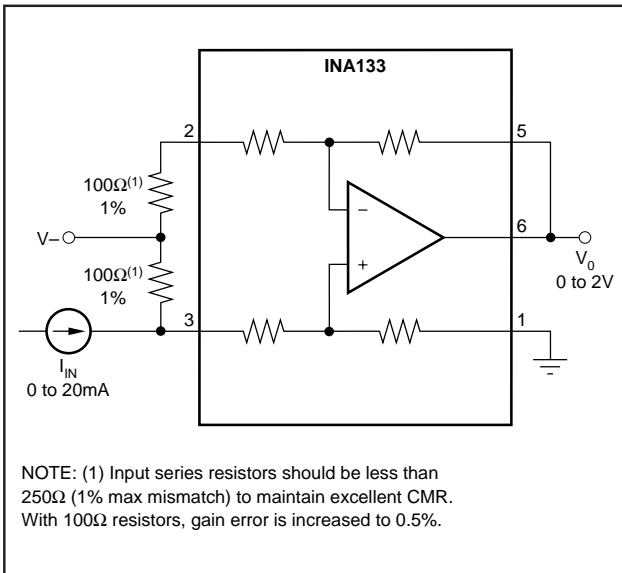 INA133
2
5
100Ω(1)
1%
V–
6
100Ω(1)
1%
V0
0 to 2V
3
1
IIN
0 to 20mA
–
+
NOTE: (1) Input series resistors should be less than
250Ω (1% max mismatch) to maintain excellent CMR.
With 100Ω resistors, gain error is increased to 0.5%.